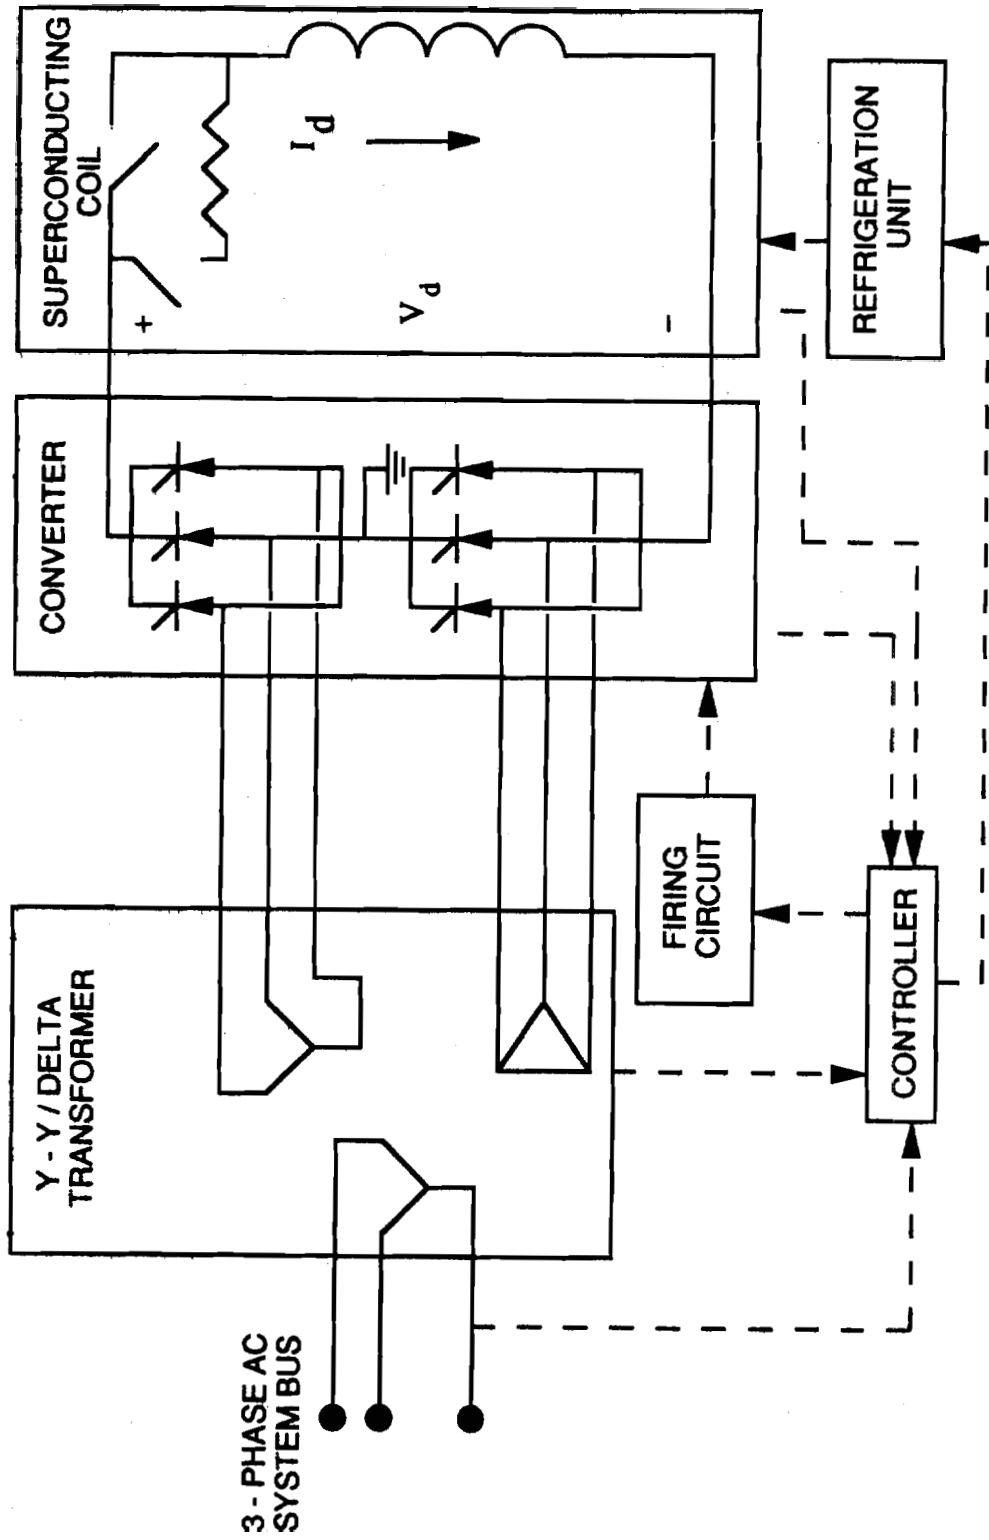 3 - PHASE AC
SYSTEM BUS
Y - Y / DELTA
TRANSFORMER
CONVERTER
SUPERCONDUCTING
COIL
+
V d
-
I d
FIRING
CIRCUIT
CONTROLLER
REFRIGERATION
UNIT